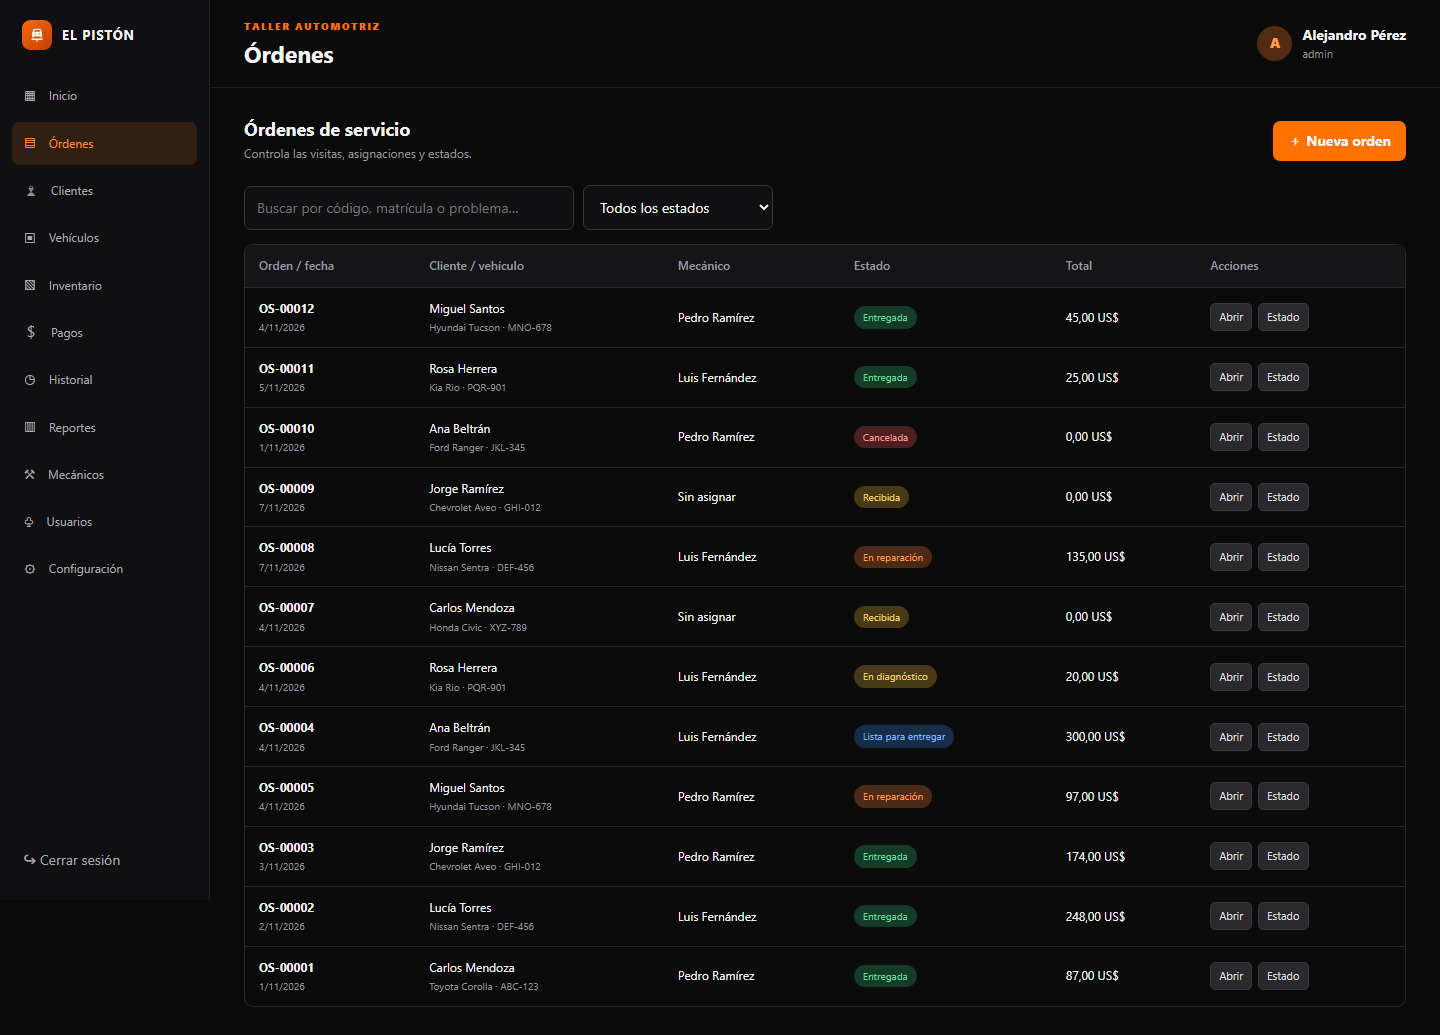 EL PISTÓN
Inicio
Órdenes
Clientes
Vehículos
Inventario
$ Pagos
Historial
Reportes
Mecánicos
Usuarios
Configuración
Cerrar sesión
TALLER AUTOMOTRIZ
Órdenes
A
Alejandro Pérez
admin
Órdenes de servicio
Controla las visitas, asignaciones y estados.
+ Nueva orden
Buscar por código, matrícula o problema...
Todos los estados
Orden / fecha Cliente / vehículo Mecánico Estado Total Acciones
OS-00012 Miguel Santos Pedro Ramírez Entregada 45,00 US$ Abrir Estado
4/11/2026 Hyundai Tucson · MNO-678
OS-00011 Rosa Herrera Luis Fernández Entregada 25,00 US$ Abrir Estado
5/11/2026 Kia Rio · PQR-901
OS-00010 Ana Beltrán Pedro Ramírez Cancelada 0,00 US$ Abrir Estado
1/11/2026 Ford Ranger · JKL-345
OS-00009 Jorge Ramírez Sin asignar Recibida 0,00 US$ Abrir Estado
7/11/2026 Chevrolet Aveo · GHI-012
OS-00008 Lucía Torres Luis Fernández En reparación 135,00 US$ Abrir Estado
7/11/2026 Nissan Sentra · DEF-456
OS-00007 Carlos Mendoza Sin asignar Recibida 0,00 US$ Abrir Estado
4/11/2026 Honda Civic · XYZ-789
OS-00006 Rosa Herrera Luis Fernández En diagnóstico 20,00 US$ Abrir Estado
4/11/2026 Kia Rio · PQR-901
OS-00004 Ana Beltrán Luis Fernández Lista para entregar 300,00 US$ Abrir Estado
4/11/2026 Ford Ranger · JKL-345
OS-00005 Miguel Santos Pedro Ramírez En reparación 97,00 US$ Abrir Estado
4/11/2026 Hyundai Tucson · MNO-678
OS-00003 Jorge Ramírez Pedro Ramírez Entregada 174,00 US$ Abrir Estado
3/11/2026 Chevrolet Aveo · GHI-012
OS-00002 Lucía Torres Luis Fernández Entregada 248,00 US$ Abrir Estado
2/11/2026 Nissan Sentra · DEF-456
OS-00001 Carlos Mendoza Pedro Ramírez Entregada 87,00 US$ Abrir Estado
1/11/2026 Toyota Corolla · ABC-123